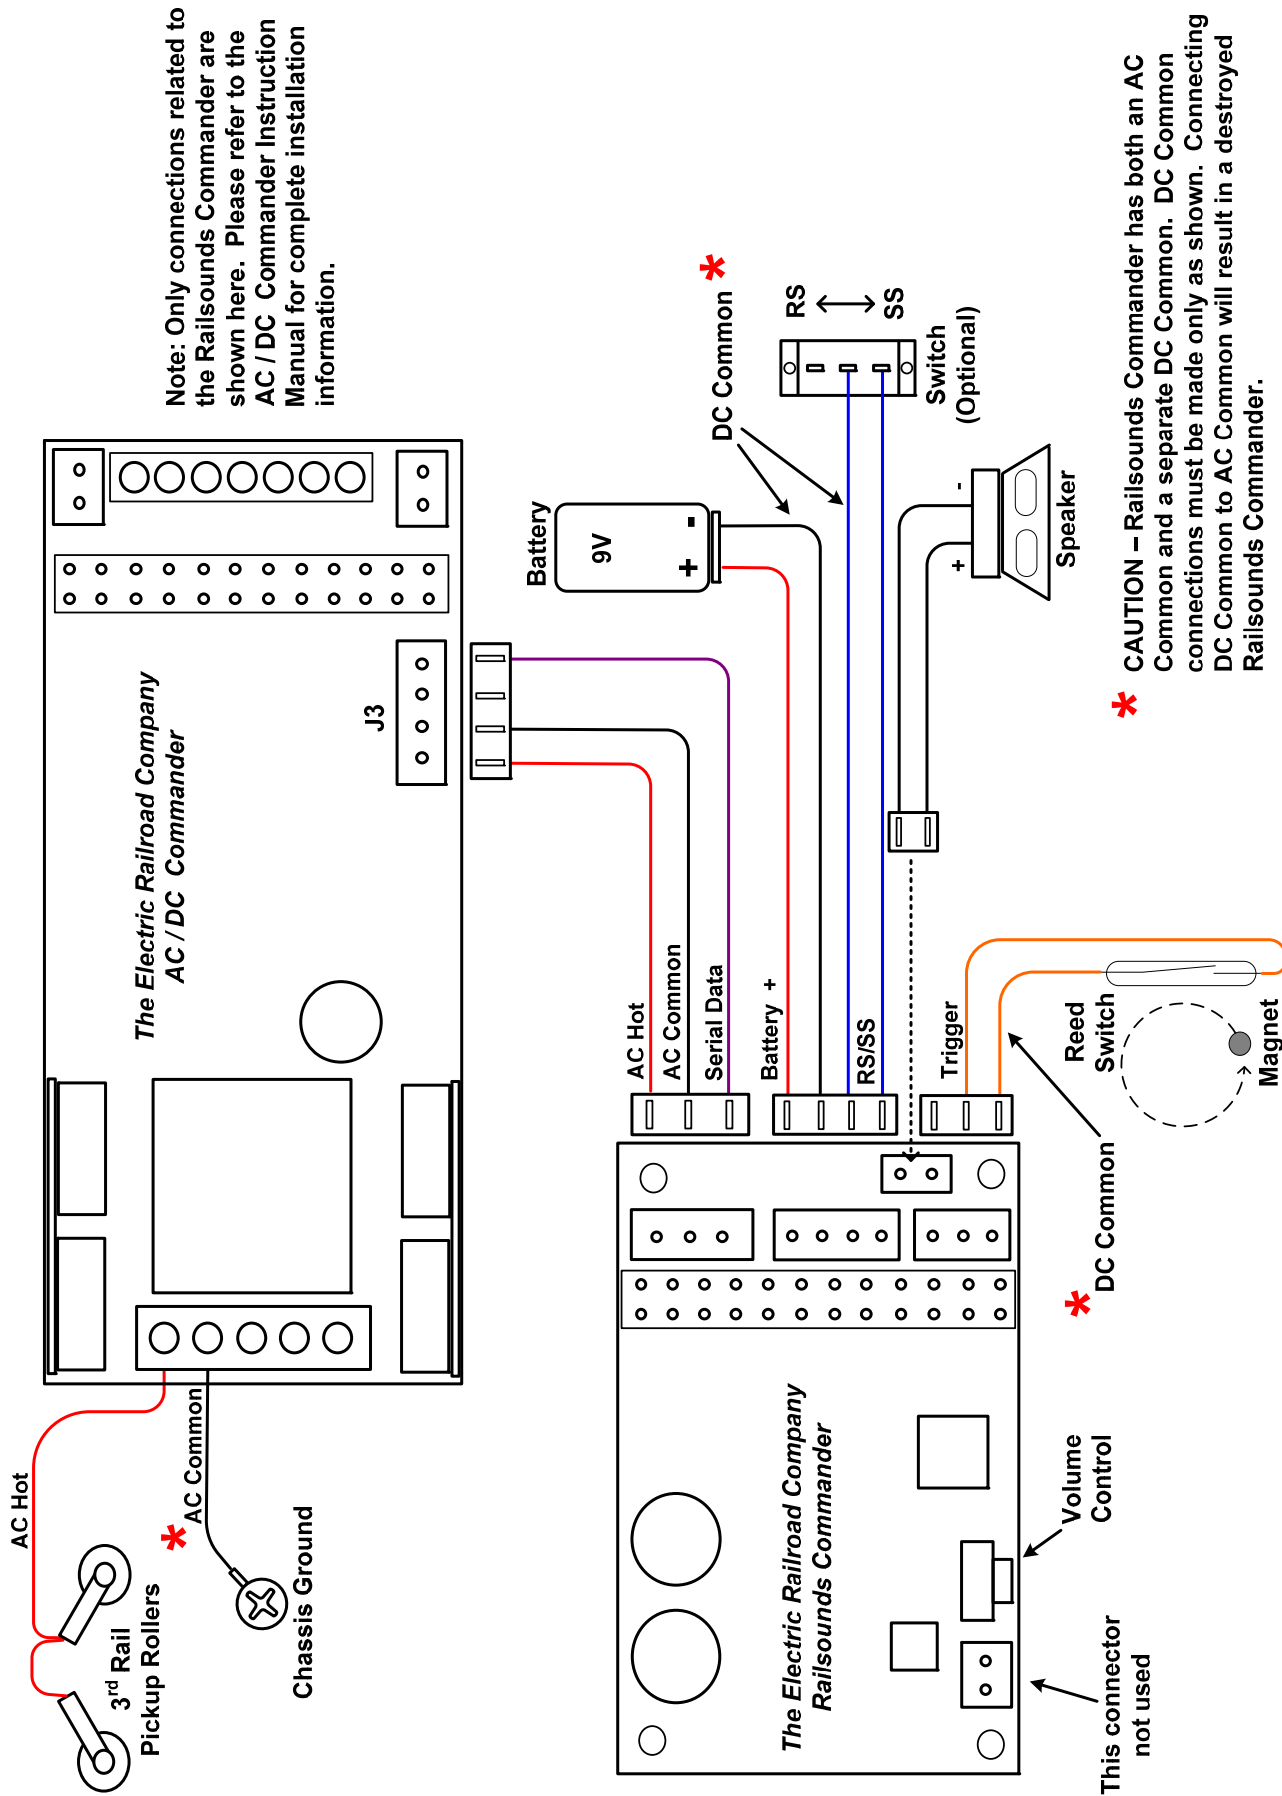 Note: Only connections related to
the Railsounds Commander are
shown here. Please refer to the
AC / DC Commander Instruction
Manual for complete installation
information.
AC Hot
3rd Rail
Pickup Rollers
* AC Common
Chassis Ground
The Electric Railroad Company
AC / DC Commander
J3
AC Hot
AC Common
Serial Data
Battery
9V
+ -
Battery +
DC Common *
RS
SS
Switch
(Optional)
RS/SS
+ -
Speaker
Trigger
Reed
Switch
Magnet
* DC Common
The Electric Railroad Company
Railsounds Commander
Volume
Control
This connector
not used
* CAUTION – Railsounds Commander has both an AC
Common and a separate DC Common. DC Common
connections must be made only as shown. Connecting
DC Common to AC Common will result in a destroyed
Railsounds Commander.